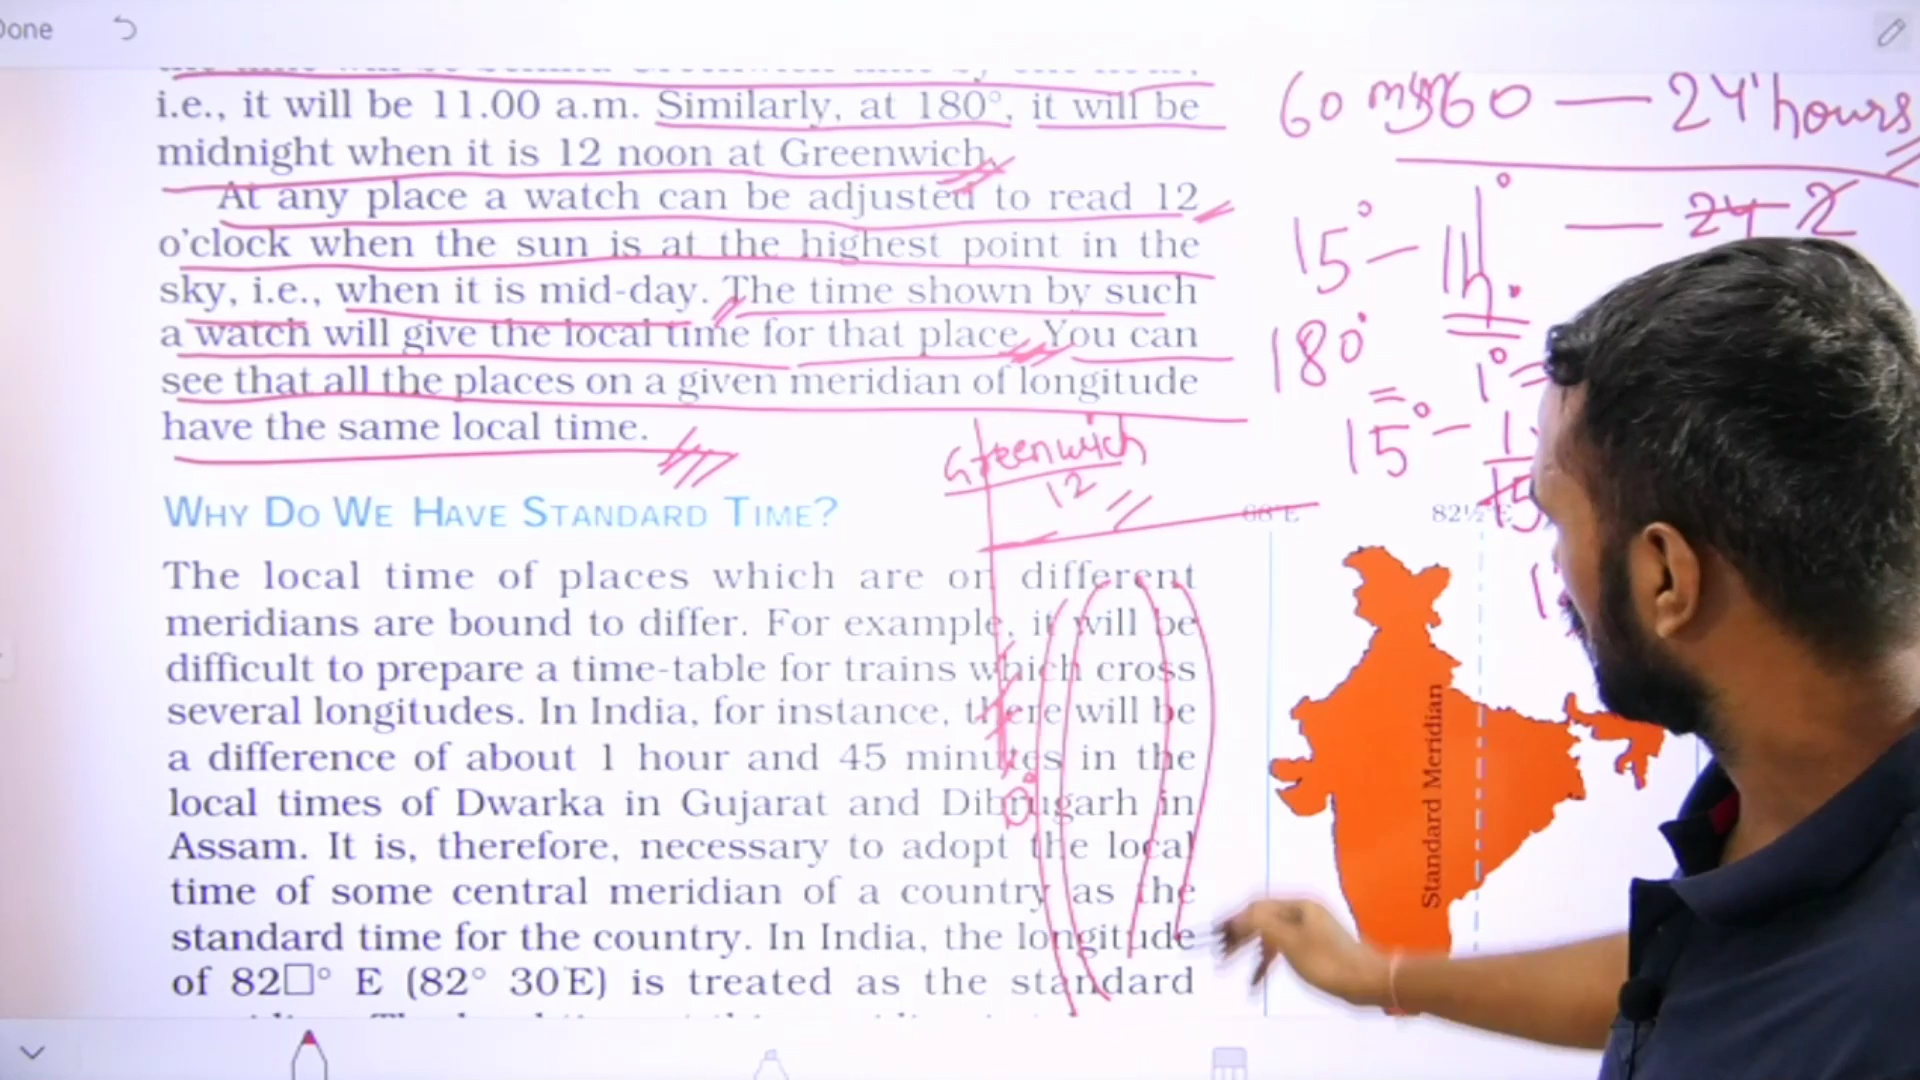 Done
i.e., it will be 11.00 a.m. Similarly, at 180°, it will be
midnight when it is 12 noon at Greenwich.
At any place a watch can be adjusted to read 12
o'clock when the sun is at the highest point in the
sky, i.e., when it is mid-day. The time shown by such
a watch will give the local time for that place. You can
see that all the places on a given meridian of longitude
have the same local time.
WHY DO WE HAVE STANDARD TIME?
The local time of places which are on different
meridians are bound to differ. For example, it will be
difficult to prepare a time-table for trains which cross
several longitudes. In India, for instance, there will be
a difference of about 1 hour and 45 minutes in the
local times of Dwarka in Gujarat and Dibrugarh in
Assam. It is, therefore, necessary to adopt the local
time of some central meridian of a country as the
standard time for the country. In India, the longitude
of 82□° E (82° 30'E) is treated as the standard
Greenwich
12
0°
60 360 — 24 hours
15° — 1h.
180°
1° =
15° — 1
15
68°E
82½°E
Standard Meridian